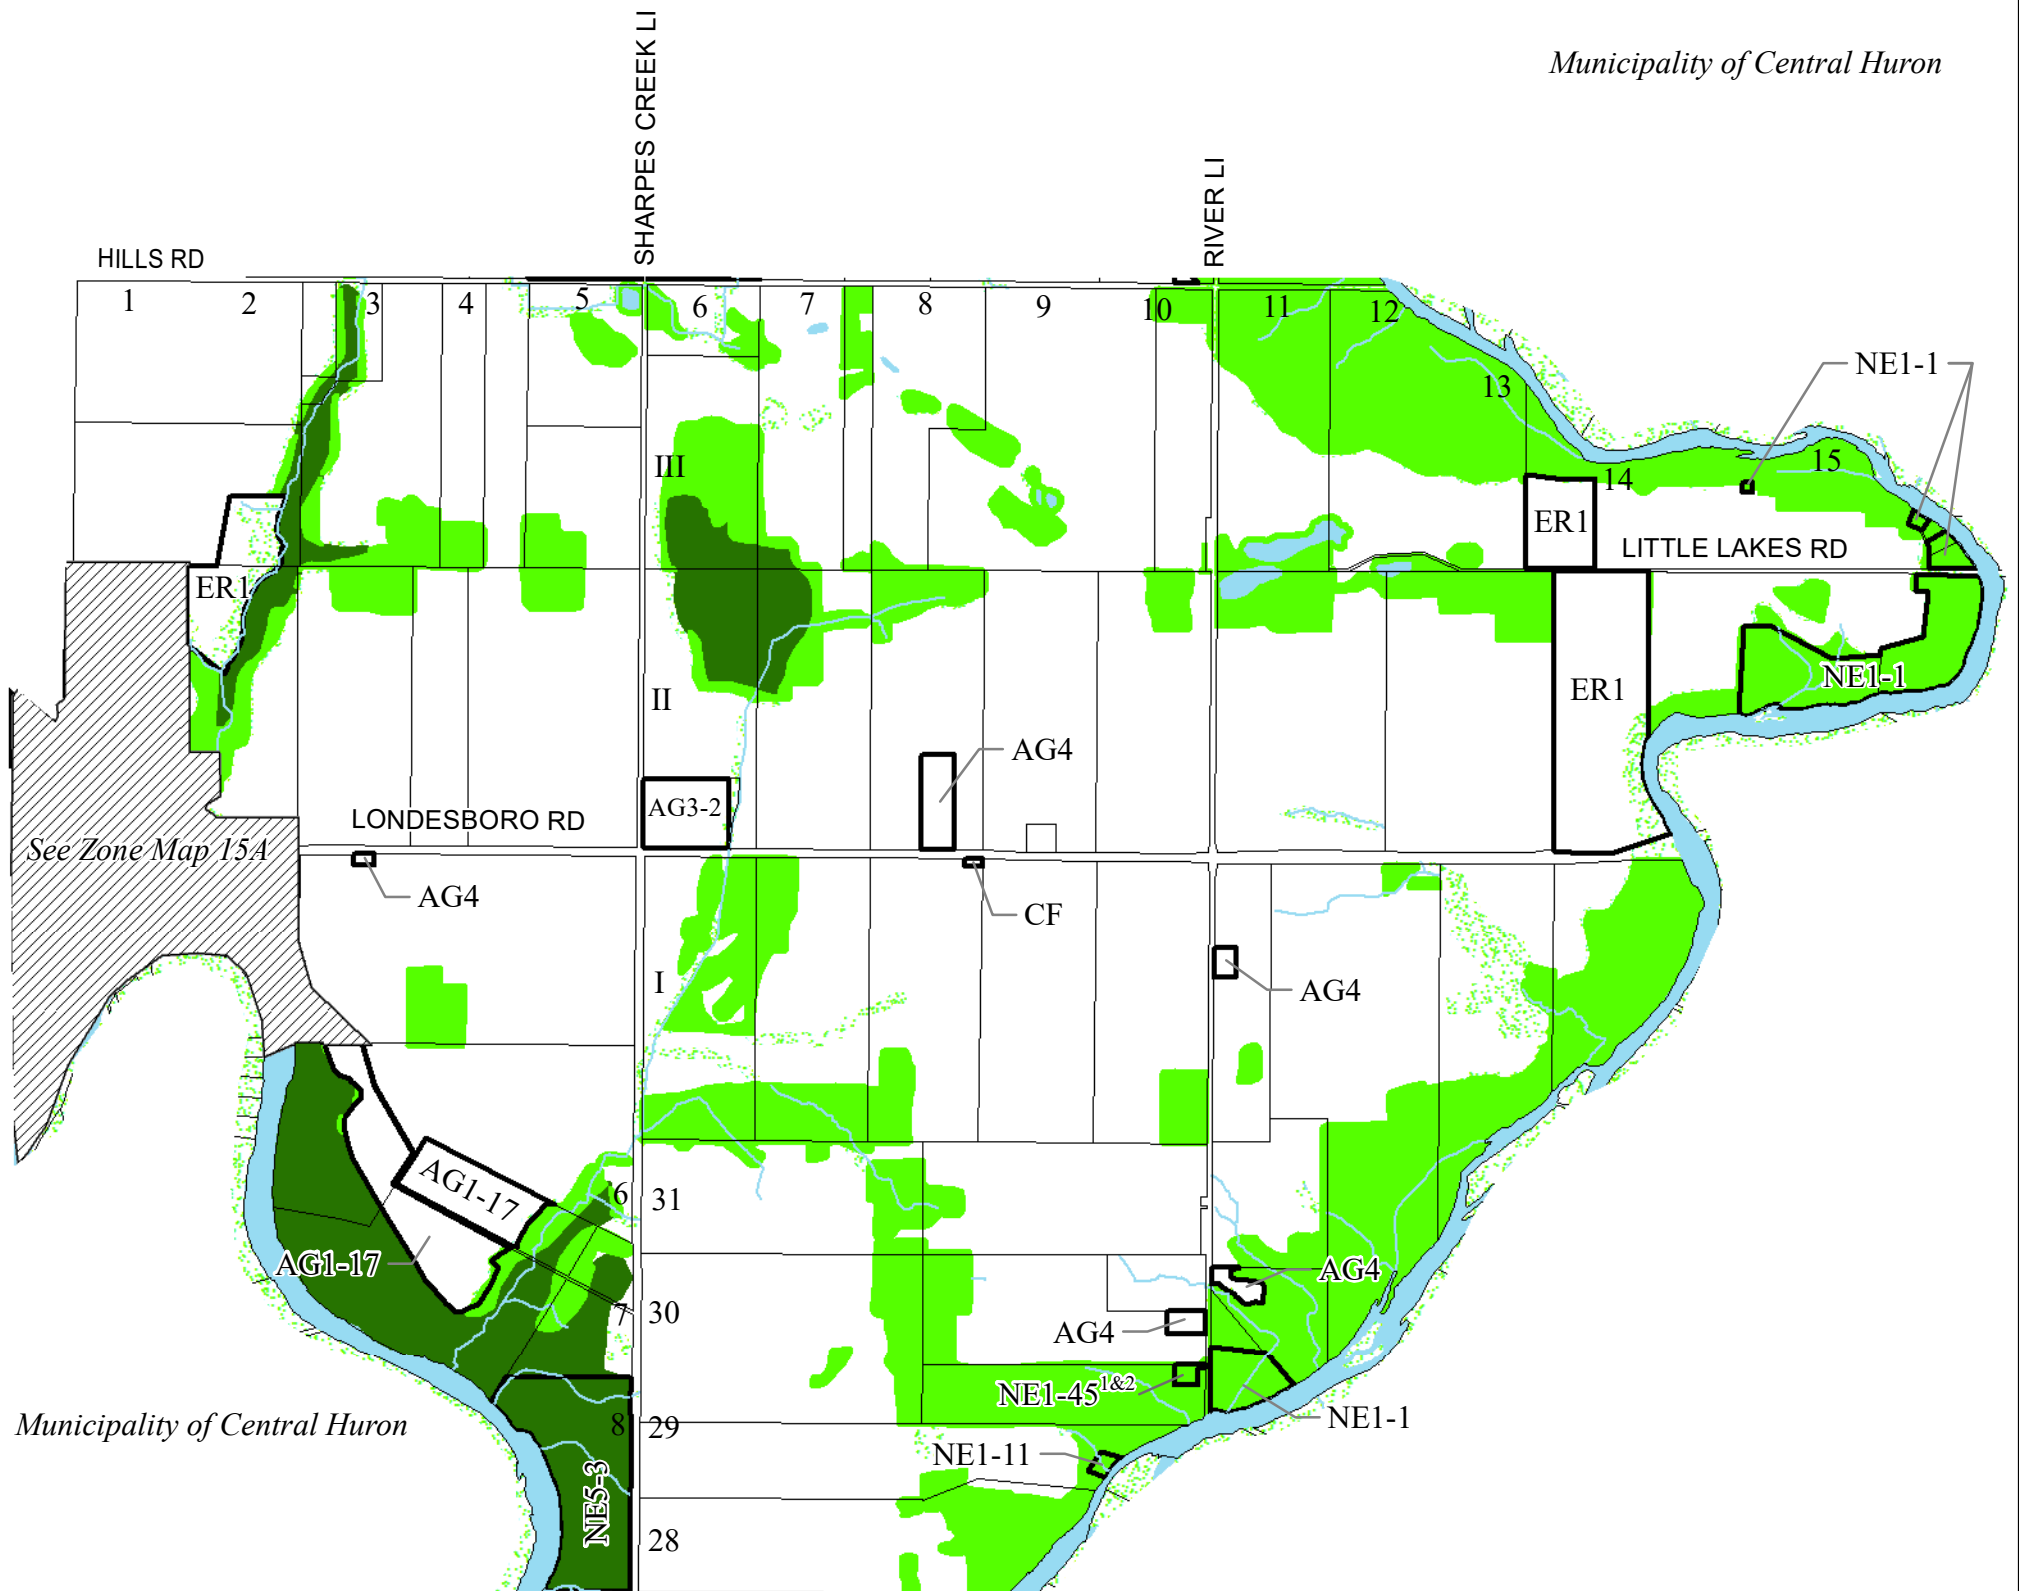 SHARPES CREEK LI
Municipality of Central Huron
RIVER LI
HILLS RD
1
2
3
4
5
6
7
8
9
10
11
12
13
NE1-1
III
14
15
ER1
LITTLE LAKES RD
ER1
II
ER1
NE1-1
AG4
AG3-2
LONDESBORO RD
See Zone Map 15A
AG4
CF
I
AG4
AG1-17
6
31
AG1-17
AG4
7
30
AG4
NE1-45 1&2
8
29
NE1-1
Municipality of Central Huron
NE1-11
NE5-3
28